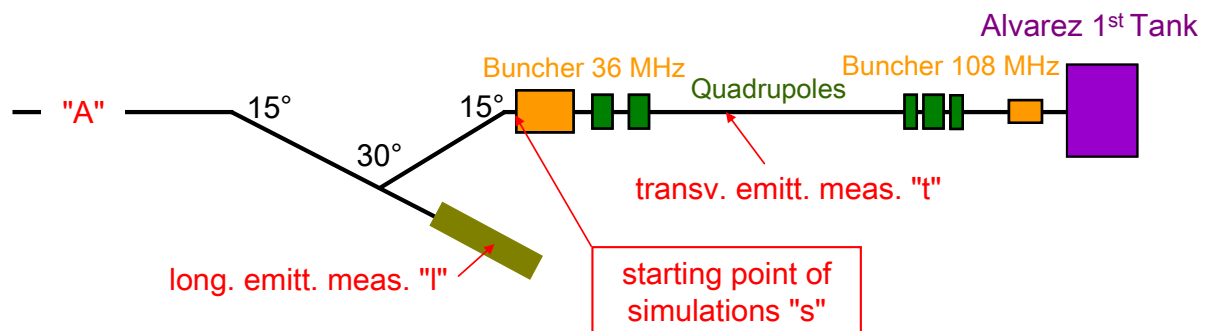 Alvarez 1st Tank
Buncher 36 MHz
Buncher 108 MHz
Quadrupoles
"A"
15°
15°
30°
transv. emitt. meas. "t"
long. emitt. meas. "l"
starting point of
simulations "s"